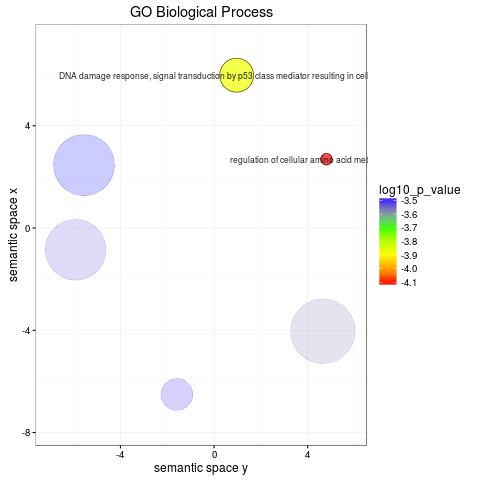 GO Biological Process
DNA damage response, signal transduction by p53 class mediator resulting in cell
regulation of cellular amino acid met
4
0
-4
-8
-4
0
4
semantic space x
semantic space y
log10_p_value
-3.5
-3.6
-3.7
-3.8
-3.9
-4.0
-4.1